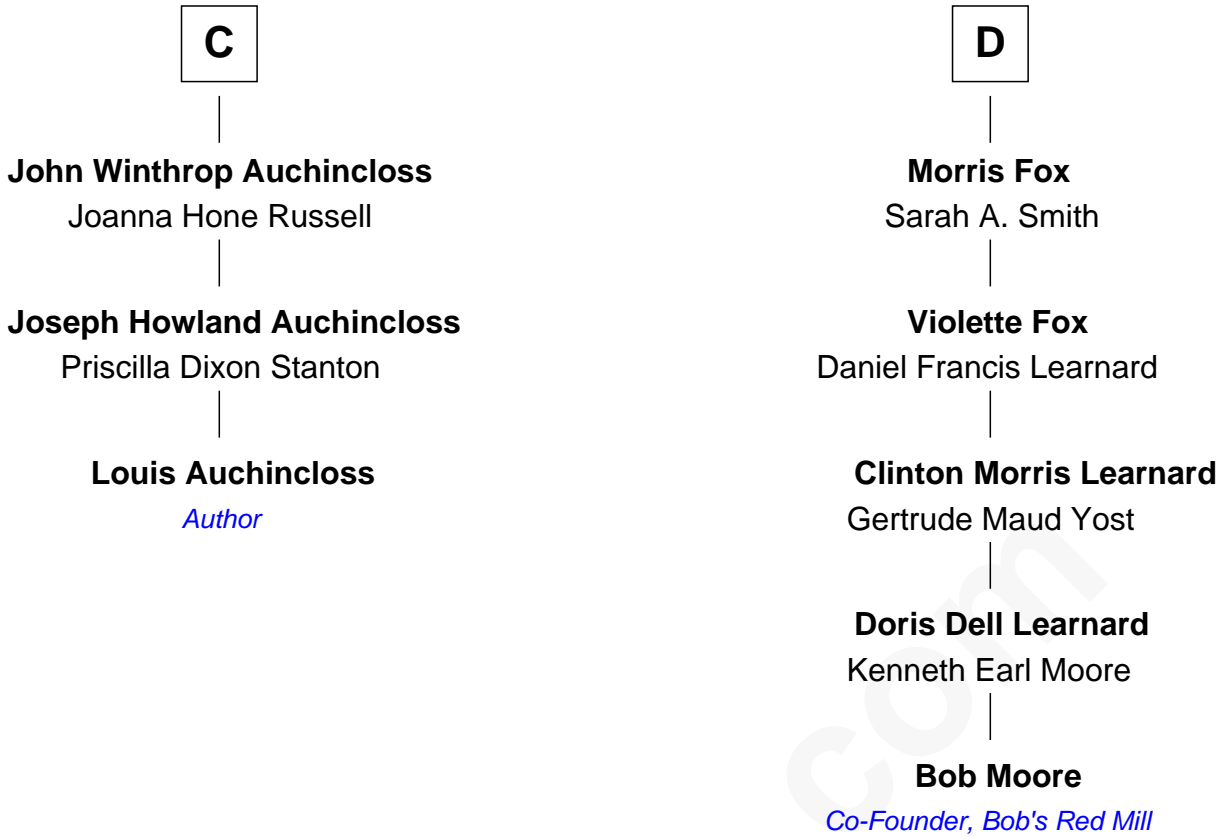 C
John Winthrop Auchincloss
Joanna Hone Russell
Joseph Howland Auchincloss
Priscilla Dixon Stanton
Louis Auchincloss
Author
D
Morris Fox
Sarah A. Smith
Violette Fox
Daniel Francis Learnard
Clinton Morris Learnard
Gertrude Maud Yost
Doris Dell Learnard
Kenneth Earl Moore
Bob Moore
Co-Founder, Bob's Red Mill
com